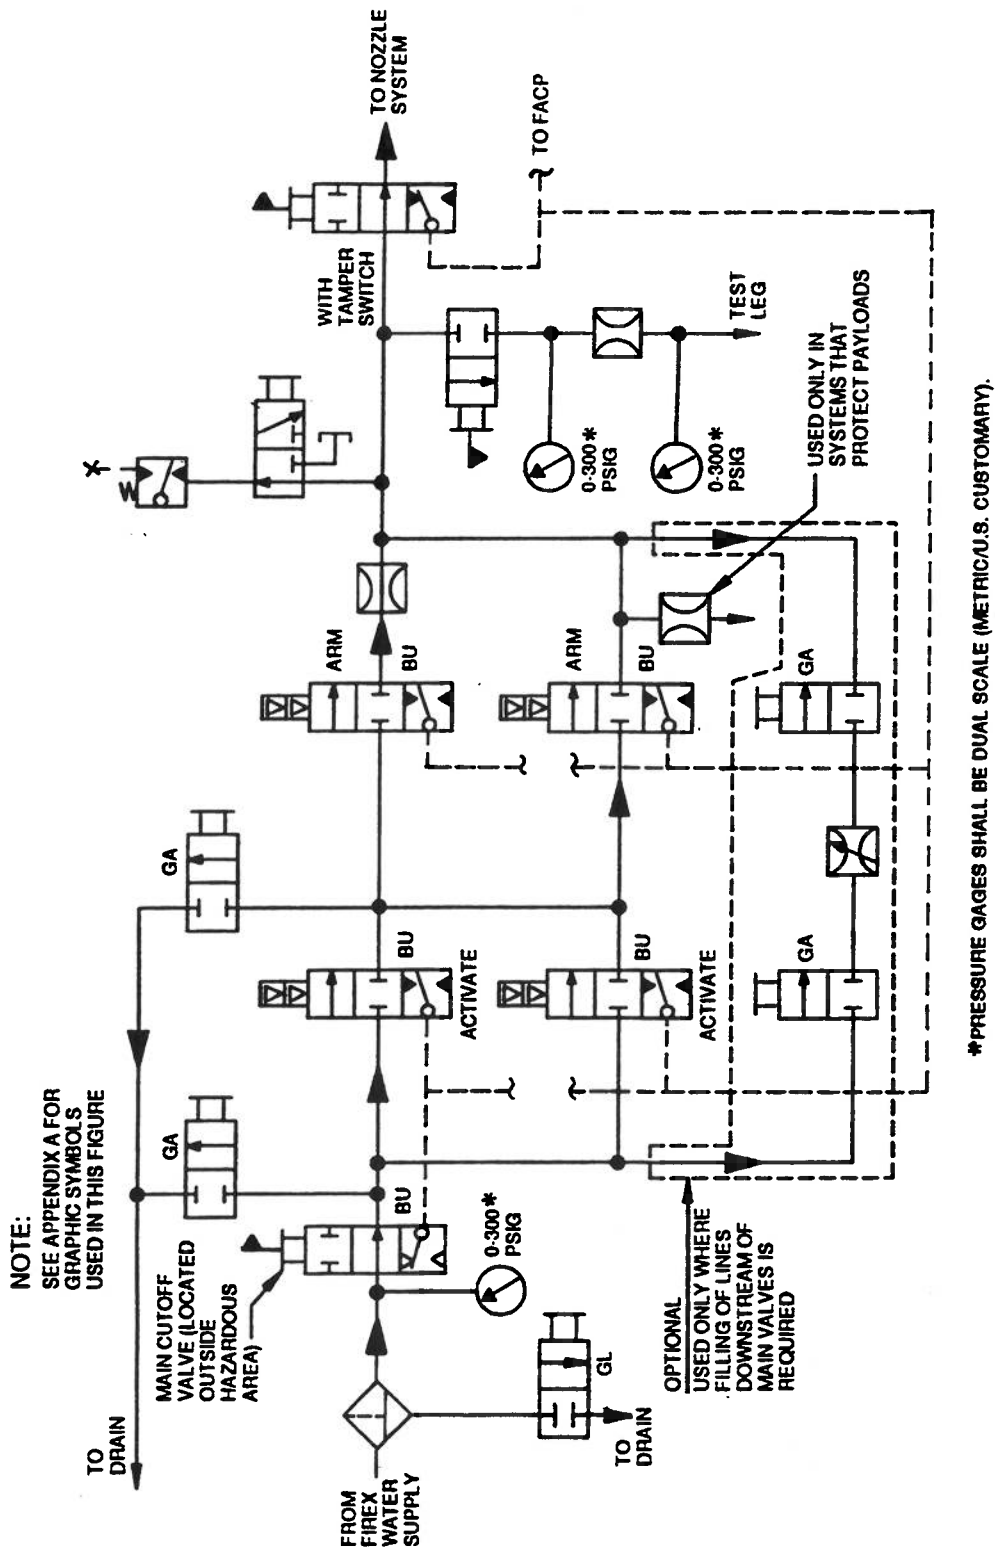 NOTE:
SEE APPENDIX A FOR
GRAPHIC SYMBOLS
USED IN THIS FIGURE
TO
DRAIN
MAIN CUTOFF
VALVE (LOCATED
OUTSIDE
HAZARDOUS
AREA)
FROM
FIREX
WATER
SUPPLY
TO
DRAIN
GL
0-300*
PSIG
BU
GA
GA
BU
ACTIVATE
BU
ACTIVATE
ARM
BU
ARM
BU
GA
GA
W
WITH
TAMPER
SWITCH
TO NOZZLE
SYSTEM
TO FACP
TEST
LEG
0-300*
PSIG
0-300*
PSIG
USED ONLY IN
SYSTEMS THAT
PROTECT PAYLOADS
OPTIONAL
USED ONLY WHERE
FILLING OF LINES
DOWNSTREAM OF
MAIN VALVES IS
REQUIRED
*PRESSURE GAGES SHALL BE DUAL SCALE (METRIC/U.S. CUSTOMARY).